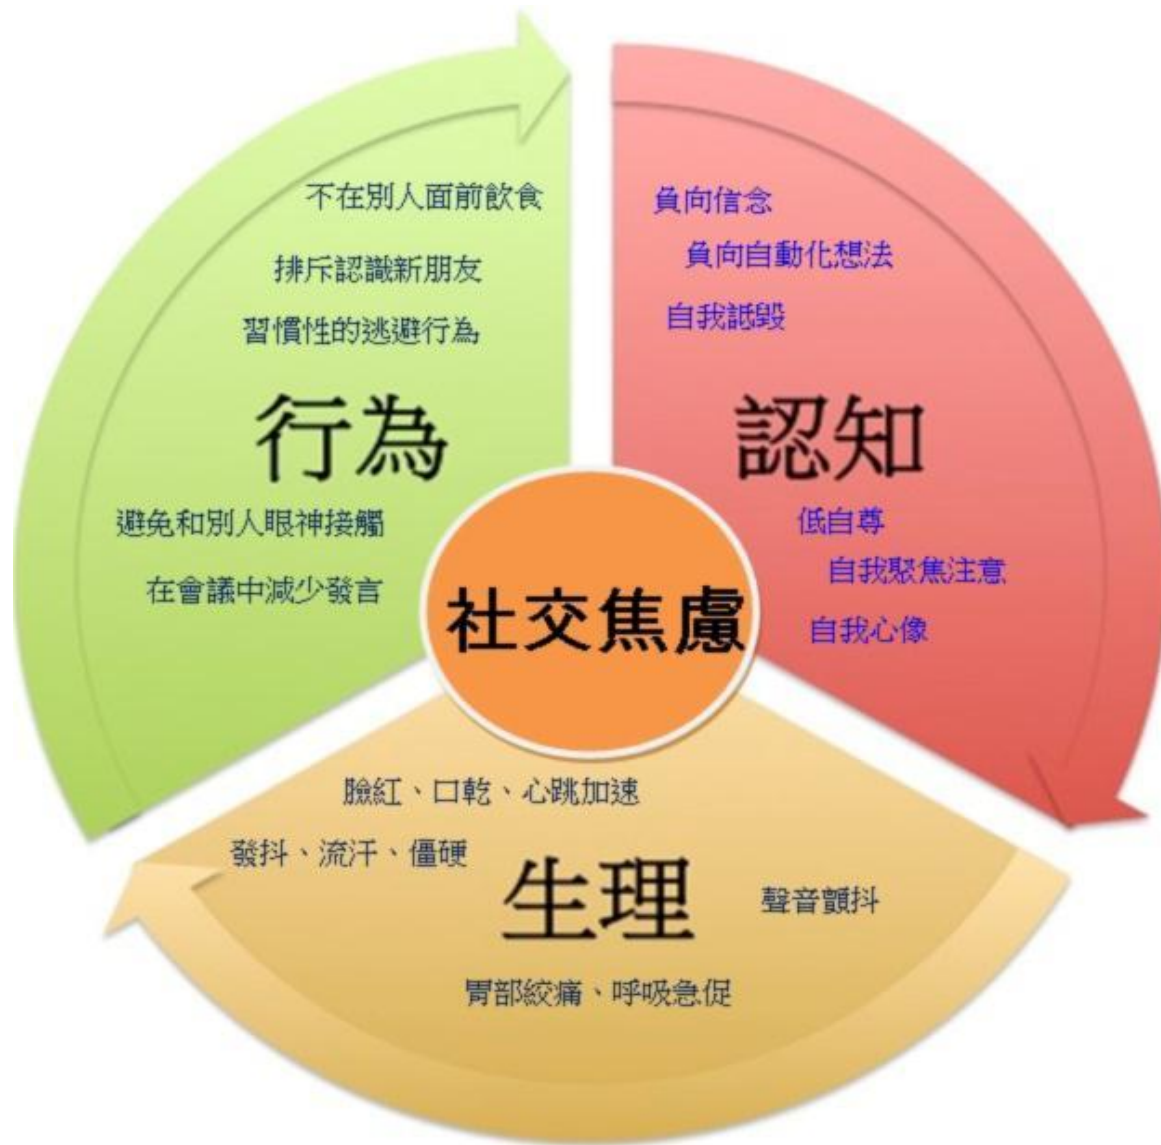 不在別人面前飲食
排斥認識新朋友
習慣性的逃避行為
行為
避免和別人眼神接觸
在會議中減少發言
負向信念
負向自動化想法
自我詆毀
認知
低自尊
自我聚焦注意
自我心像
社交焦慮
臉紅、口乾、心跳加速
發抖、流汗、僵硬
生理
聲音顫抖
胃部絞痛、呼吸急促